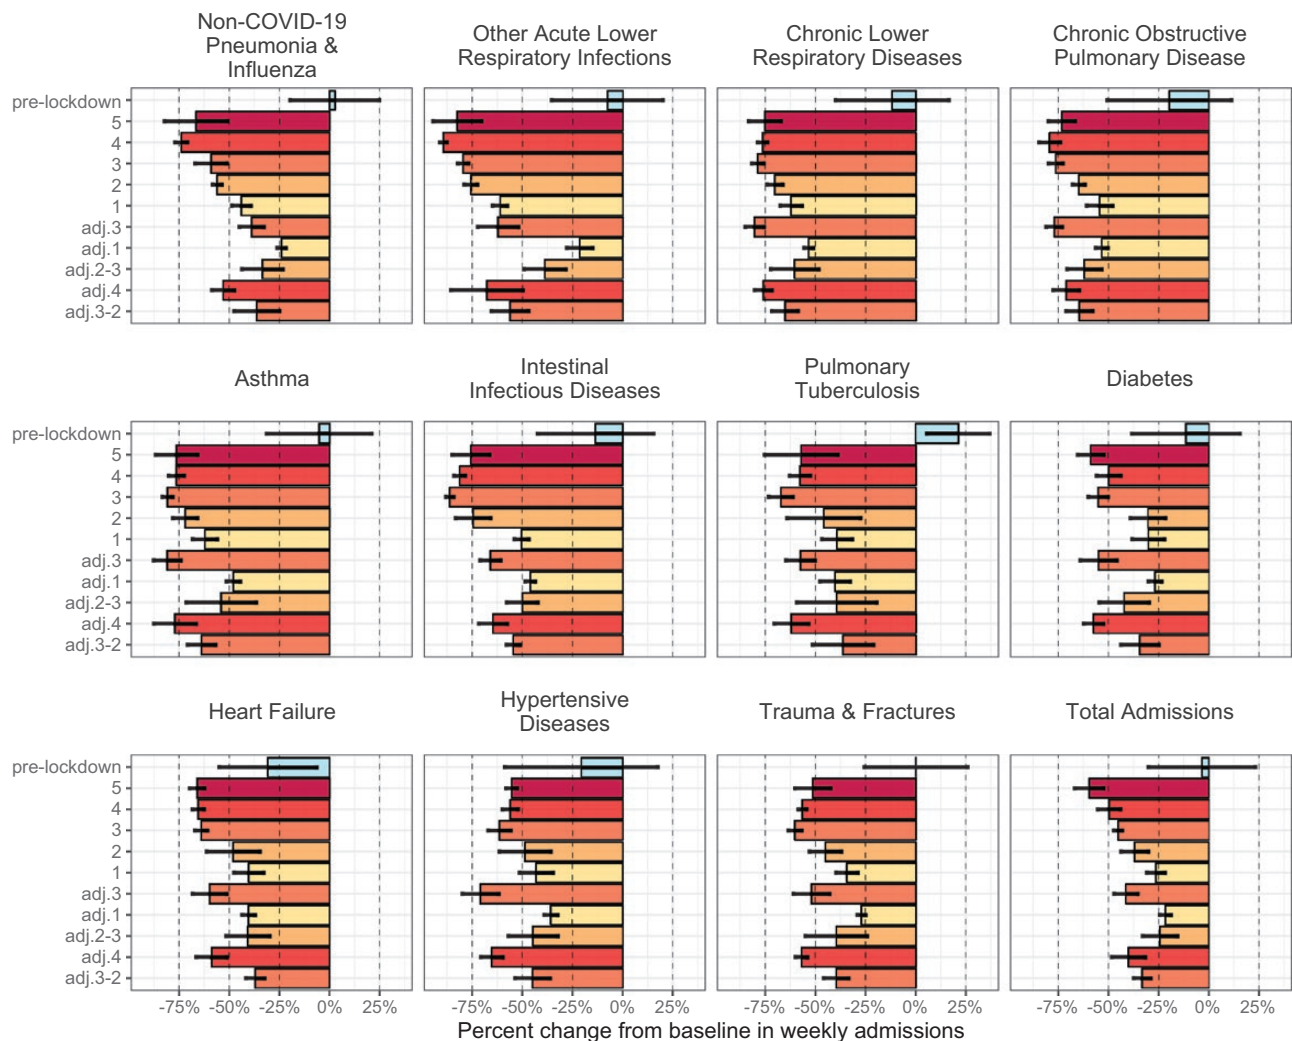 Non-COVID-19
Pneumonia &
Influenza
Other Acute Lower
Respiratory Infections
Chronic Lower
Respiratory Diseases
Chronic Obstructive
Pulmonary Disease
pre-lockdown
5
4
3
2
1
adj.3
adj.1
adj.2-3
adj.4
adj.3-2
Asthma
Intestinal
Infectious Diseases
Pulmonary
Tuberculosis
Diabetes
pre-lockdown
5
4
3
2
1
adj.3
adj.1
adj.2-3
adj.4
adj.3-2
Heart Failure
Hypertensive
Diseases
Trauma & Fractures
Total Admissions
pre-lockdown
5
4
3
2
1
adj.3
adj.1
adj.2-3
adj.4
adj.3-2
-75% -50% -25% 0% 25% -75% -50% -25% 0% 25% -75% -50% -25% 0% 25% -75% -50% -25% 0% 25%
Percent change from baseline in weekly admissions